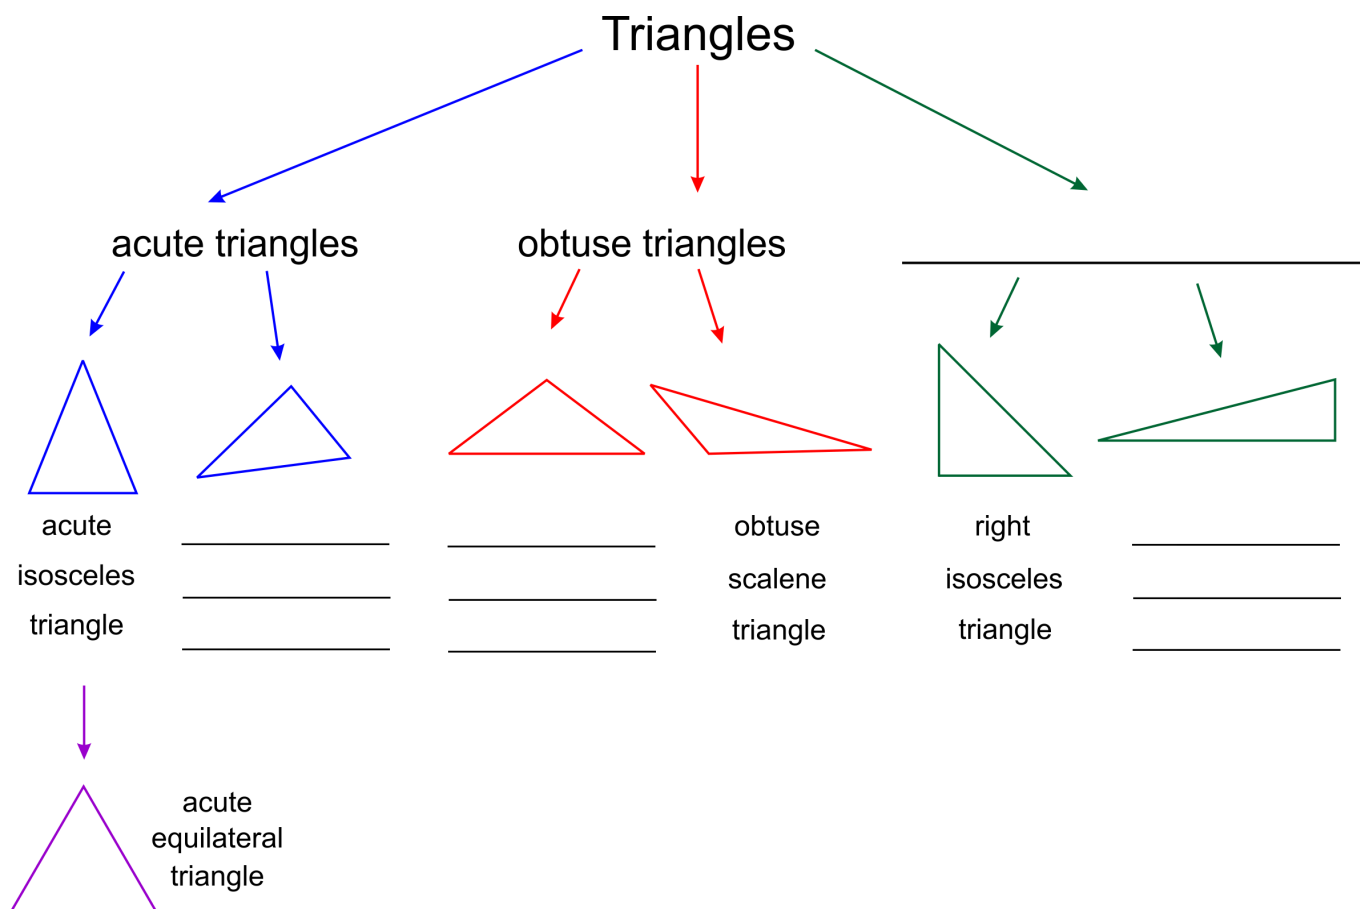 Triangles
acute triangles
obtuse triangles
acute
isosceles
triangle
obtuse
scalene
triangle
right
isosceles
triangle
acute
equilateral
triangle